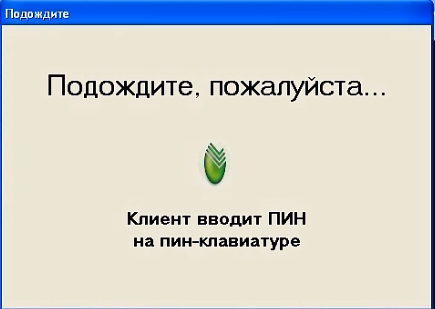 Подождите
Подождите, пожалуйста...
Клиент вводит ПИН
на пин-клавиатуре